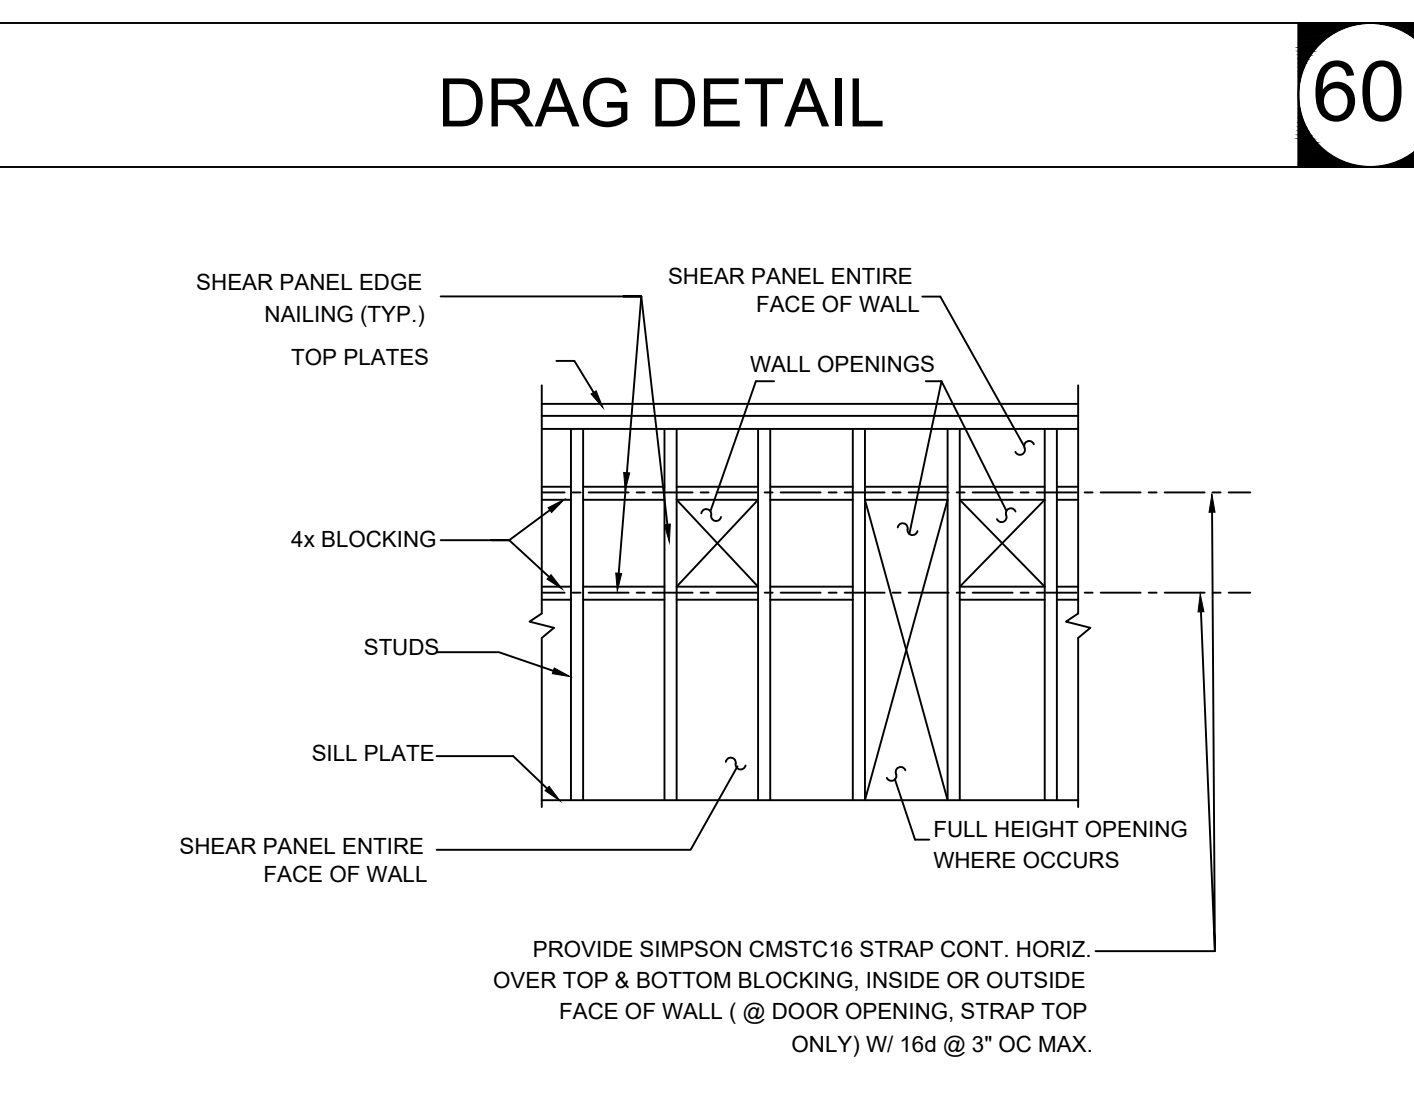 DRAG DETAIL
60
SHEAR PANEL EDGE
NAILING (TYP.)
TOP PLATES
SHEAR PANEL ENTIRE
FACE OF WALL
WALL OPENINGS
4x BLOCKING
STUDS
SILL PLATE
SHEAR PANEL ENTIRE
FACE OF WALL
FULL HEIGHT OPENING
WHERE OCCURS
PROVIDE SIMPSON CMSTC16 STRAP CONT. HORIZ.
OVER TOP & BOTTOM BLOCKING, INSIDE OR OUTSIDE
FACE OF WALL ( @ DOOR OPENING, STRAP TOP
ONLY) W/ 16d @ 3" OC MAX.